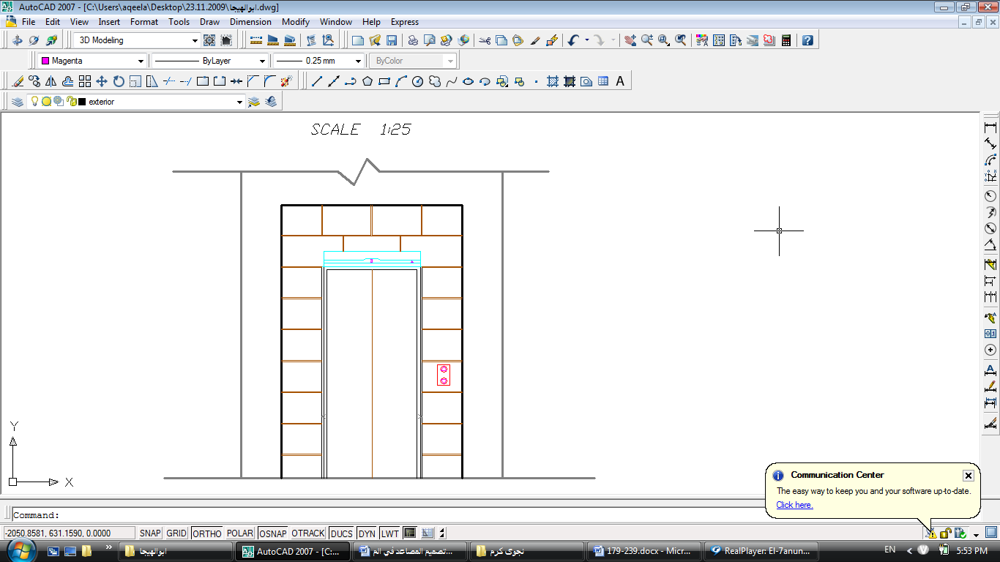 AutoCAD 2007 - [C:\Users\aqeela\Desktop\23.11.2009\ابوالهيجا.dwg]
File Edit View Insert Format Tools Draw Dimension Modify Window Help Express
3D Modeling
Magenta ByLayer 0.25 mm ByColor
A
exterior
SCALE 1:25
Y
X
Communication Center
The easy way to keep you and your software up-to-date.
Click here.
Command:
-2050.8581, 631.1590, 0.0000 SNAP GRID ORTHO POLAR OSNAP OTRACK DUCS DYN LWT
ابوالهيجا AutoCAD 2007 - [C:... تصميم المصاعد في الم... نجوى كرم 179-239.docx - Micr... RealPlayer: El-7anun... EN 5:53 PM